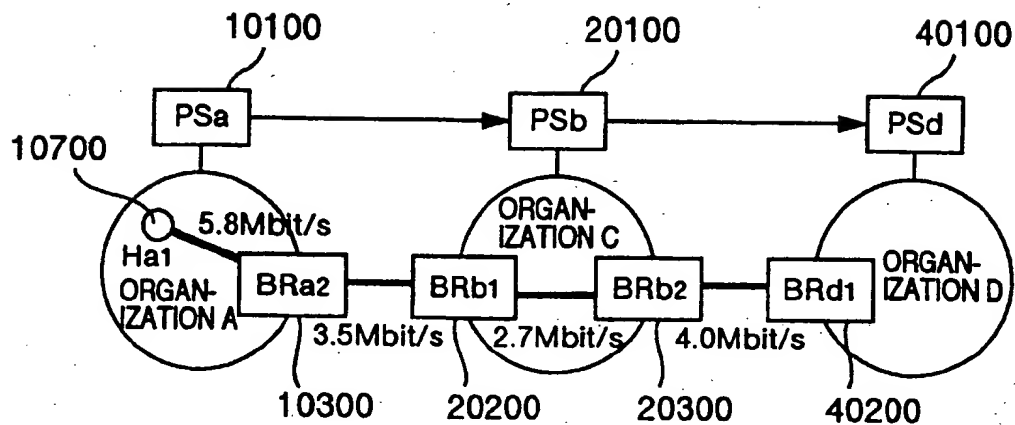 10100
20100
40100
PSa
PSb
PSd
10700
5.8Mbit/s
Ha1
ORGAN-
IZATION A
ORGAN-
IZATION C
ORGAN-
IZATION D
BRa2
BRb1
BRb2
BRd1
3.5Mbit/s
2.7Mbit/s
4.0Mbit/s
10300
20200
20300
40200